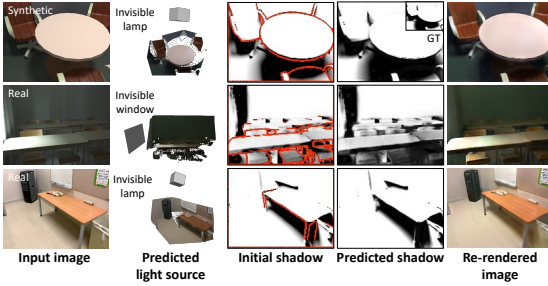 Synthetic
Invisible
lamp
GT
Real
Invisible
window
Real
Invisible
lamp
Input image
Predicted
light source
Initial shadow
Predicted shadow
Re-rendered
image